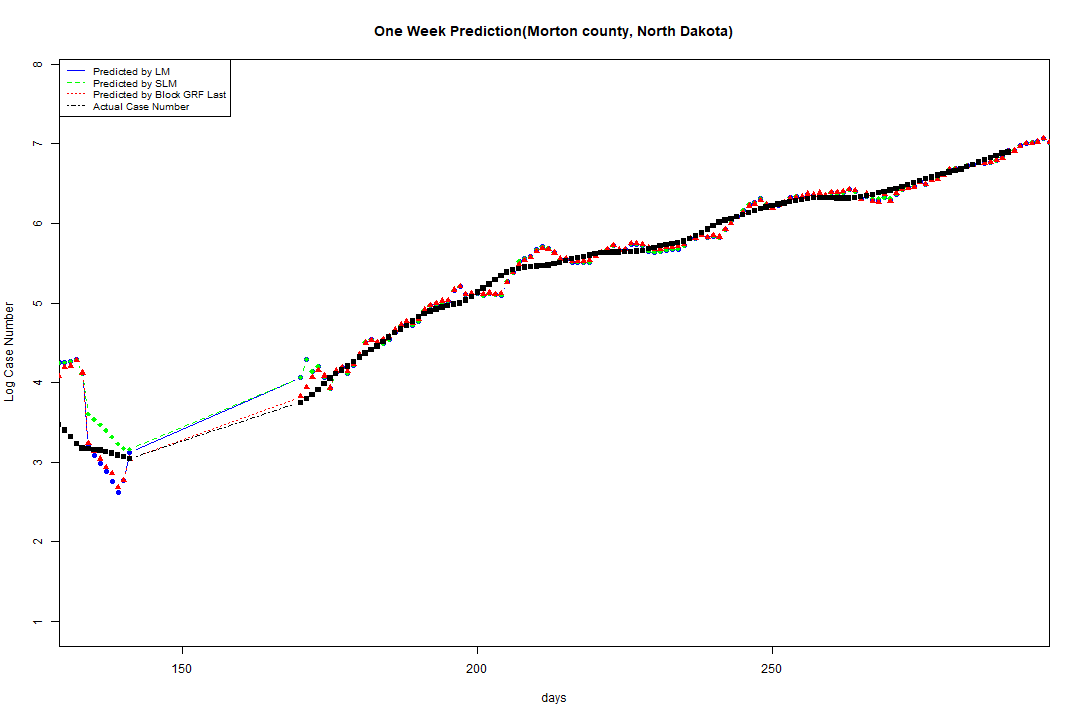 One Week Prediction(Morton county, North Dakota)
Predicted by LM
Predicted by SLM
Predicted by Block GRF Last
Actual Case Number
8
7
6
5
4
3
2
1
Log Case Number
150
200
250
days